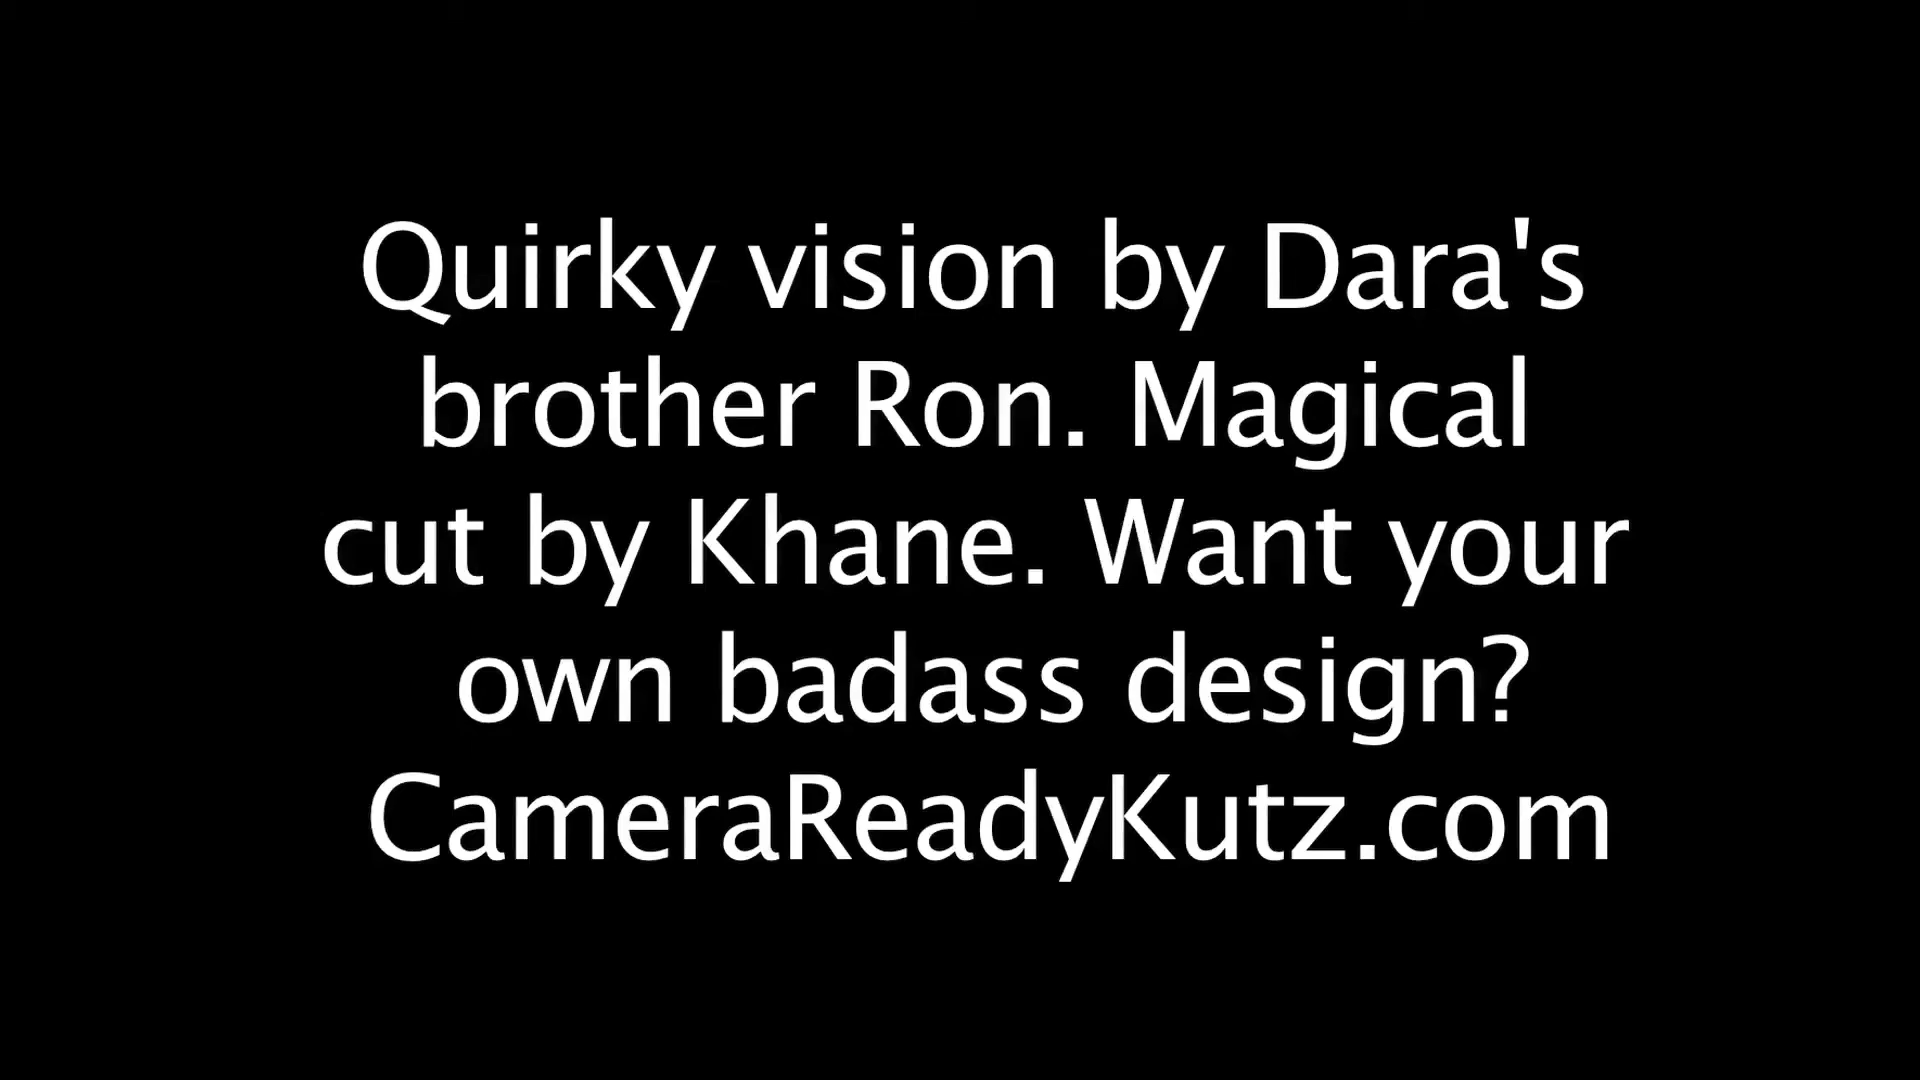 Quirky vision by Dara's
brother Ron. Magical
cut by Khane. Want your
own badass design?
CameraReadyKutz.com